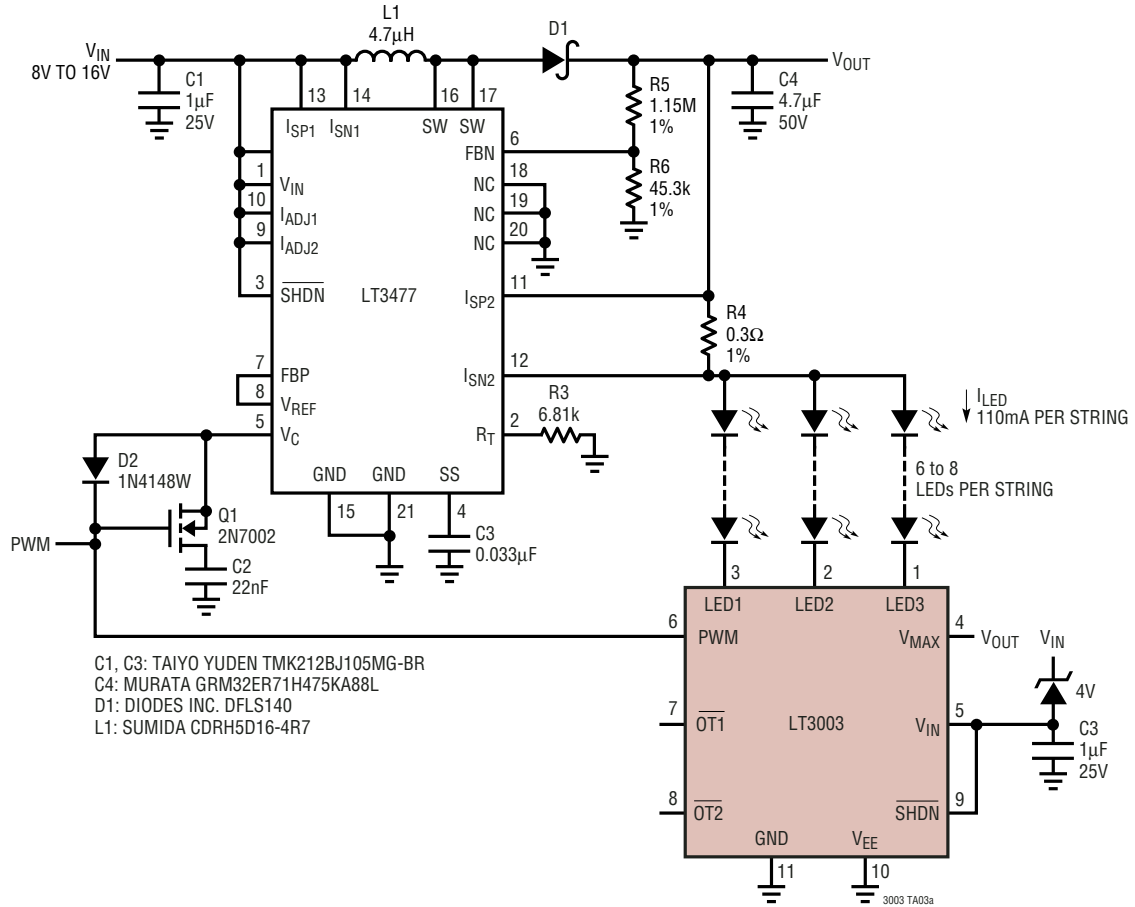 L1
4.7µH
D1
VIN
8V TO 16V
VOUT
C1
1µF
25V
R5
1.15M
1%
C4
4.7µF
50V
13
14
16
17
ISP1
ISN1
SW
SW
6
FBN
R6
45.3k
1%
1
VIN
18
NC
10
IADJ1
19
NC
9
IADJ2
20
NC
3
SHDN
LT3477
11
ISP2
R4
0.3Ω
1%
7
FBP
12
ISN2
8
VREF
R3
6.81k
ILED
110mA PER STRING
5
VC
2
RT
D2
1N4148W
GND
GND
SS
6 to 8
LEDs PER STRING
15
21
4
Q1
2N7002
C3
0.033µF
PWM
C2
22nF
3
2
1
LED1
LED2
LED3
6
PWM
4
VMAX
VOUT
VIN
C1, C3: TAIYO YUDEN TMK212BJ105MG-BR
C4: MURATA GRM32ER71H475KA88L
D1: DIODES INC. DFLS140
L1: SUMIDA CDRH5D16-4R7
4V
7
OT1
LT3003
5
VIN
C3
1µF
25V
8
OT2
9
SHDN
GND
VEE
11
10
3003 TA03a